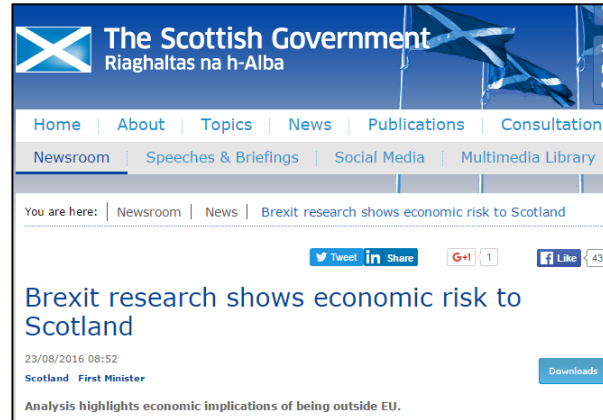 The Scottish Government
Riaghaltas na h-Alba
Home About Topics News Publications Consultation
Newsroom Speeches & Briefings Social Media Multimedia Library
You are here: Newsroom News Brexit research shows economic risk to Scotland
Tweet in Share G+1 1 f Like 43
Brexit research shows economic risk to
Scotland
23/08/2016 08:52
Scotland First Minister
Downloads
Analysis highlights economic implications of being outside EU.